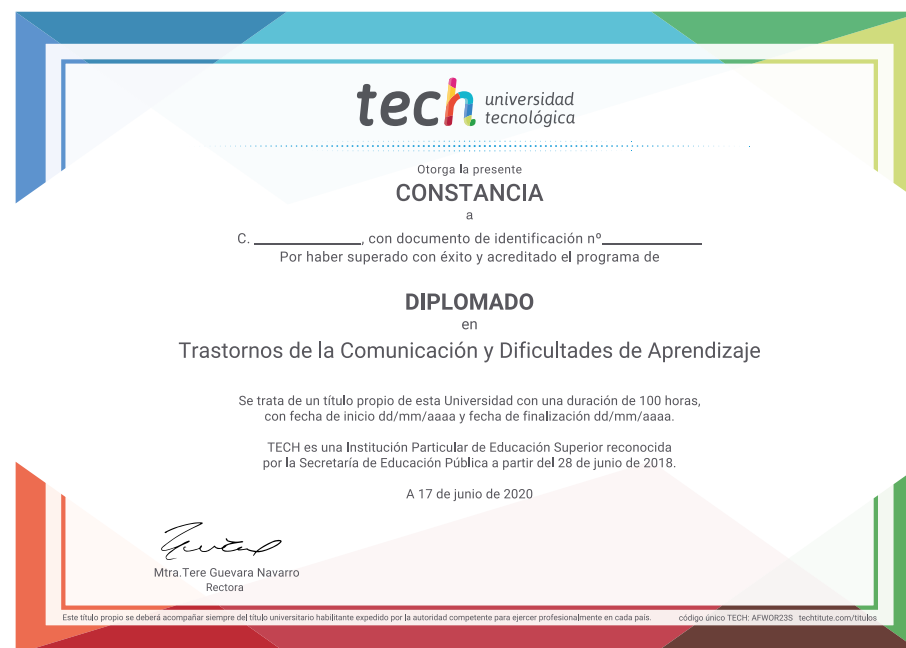 tech universidad
tecnológica
Otorga la presente
CONSTANCIA
a
C. ____________, con documento de identificación nº____________
Por haber superado con éxito y acreditado el programa de
DIPLOMADO
en
Trastornos de la Comunicación y Dificultades de Aprendizaje
Se trata de un título propio de esta Universidad con una duración de 100 horas,
con fecha de inicio dd/mm/aaaa y fecha de finalización dd/mm/aaaa.
TECH es una Institución Particular de Educación Superior reconocida
por la Secretaría de Educación Pública a partir del 28 de junio de 2018.
A 17 de junio de 2020
Mtra.Tere Guevara Navarro
Rectora
Este título propio se deberá acompañar siempre del título universitario habilitante expedido por la autoridad competente para ejercer profesionalmente en cada país. código único TECH: AFWOR23S techtitute.com/titulos